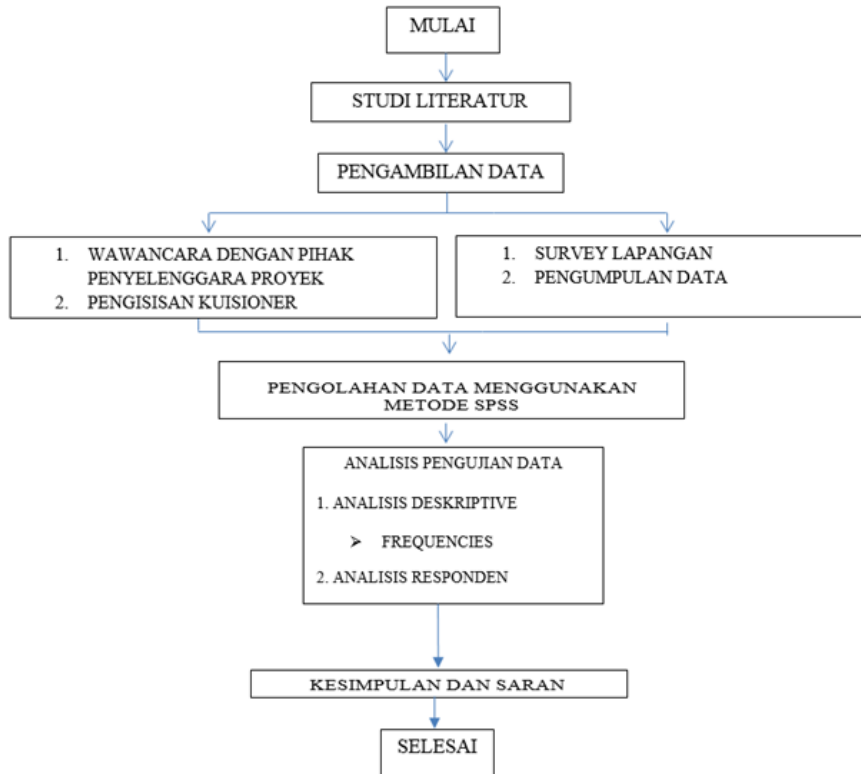 MULAI
STUDI LITERATUR
PENGAMBILAN DATA
1. WAWANCARA DENGAN PIHAK
PENYELENGGARA PROYEK
2. PENGISISAN KUISIONER
1. SURVEY LAPANGAN
2. PENGUMPULAN DATA
PENGOLAHAN DATA MENGGUNAKAN
METODE SPSS
ANALISIS PENGUJIAN DATA
1. ANALISIS DESKRIPTIVE
➢ FREQUENCIES
2. ANALISIS RESPONDEN
KESIMPULAN DAN SARAN
SELESAI